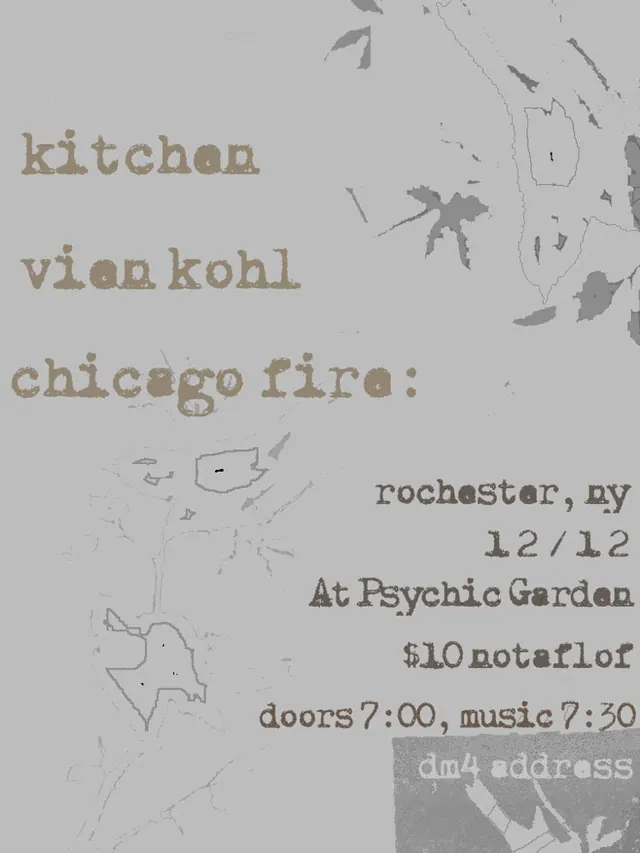 kitchen
vien kohl
chicago fire:
rochester, ny
12/12
At Psychic Garden
$10 notaflof
doors 7:00, music 7:30
dm4 address